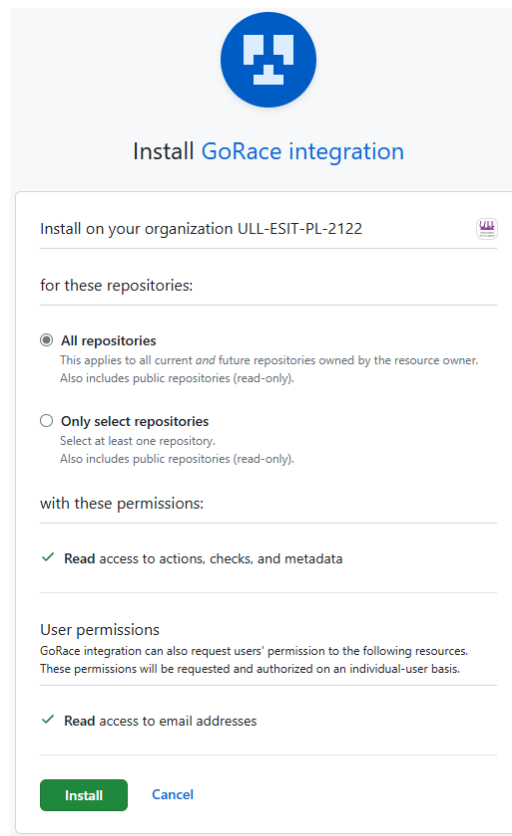 Install GoRace integration
Install on your organization ULL-ESIT-PL-2122
for these repositories:
All repositories
This applies to all current and future repositories owned by the resource owner.
Also includes public repositories (read-only).
Only select repositories
Select at least one repository.
Also includes public repositories (read-only).
with these permissions:
Read access to actions, checks, and metadata
User permissions
GoRace integration can also request users' permission to the following resources.
These permissions will be requested and authorized on an individual-user basis.
Read access to email addresses
Install Cancel